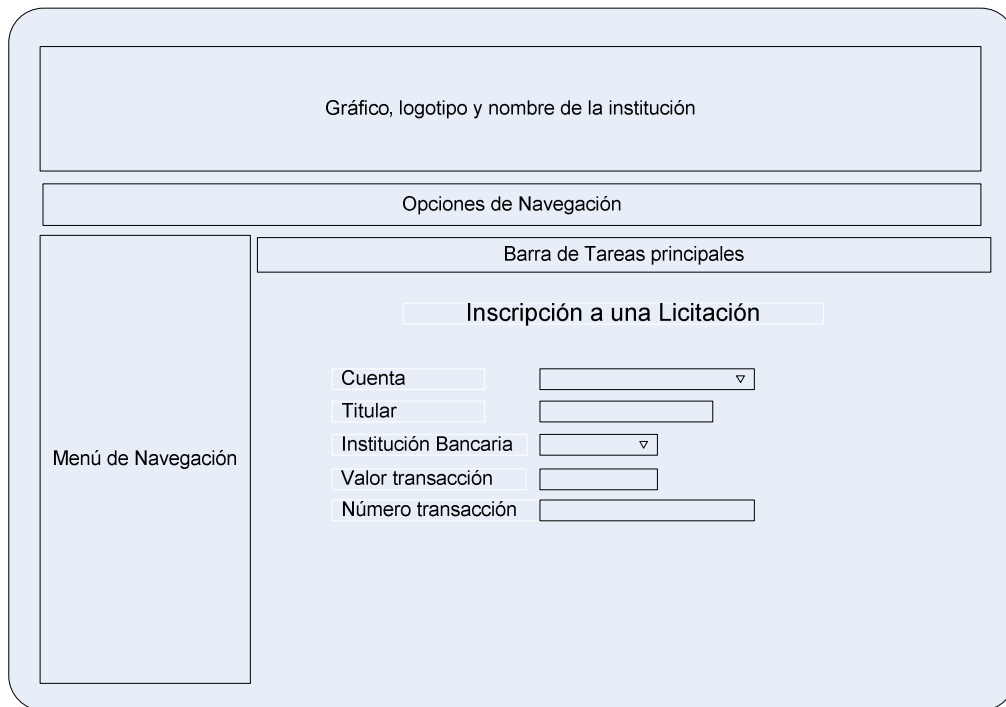 Gráfico, logotipo y nombre de la institución
Opciones de Navegación
Barra de Tareas principales
Inscripción a una Licitación
Cuenta
Titular
Institución Bancaria
Menú de Navegación
Valor transacción
Número transacción